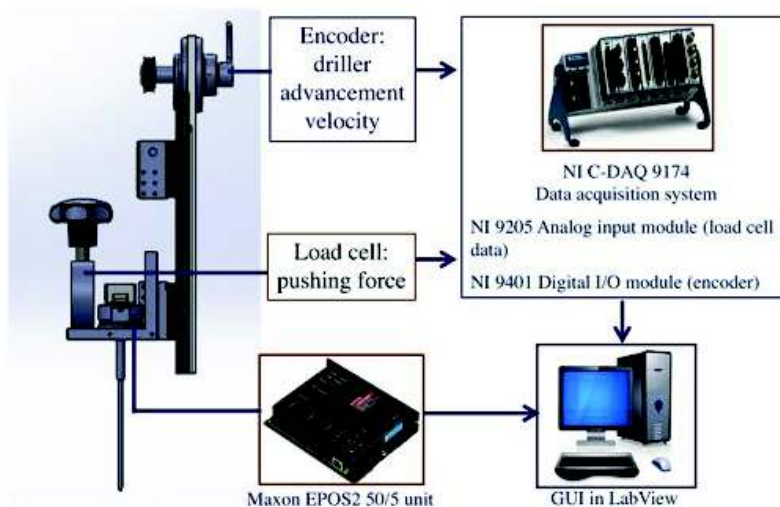 Encoder:
driller
advancement
velocity
NI C-DAQ 9174
Data acquisition system
NI 9205 Analog input module (load cell
data)
NI 9401 Digital I/O module (encoder)
Load cell:
pushing force
Maxon EPOS2 50/5 unit
GUI in LabView